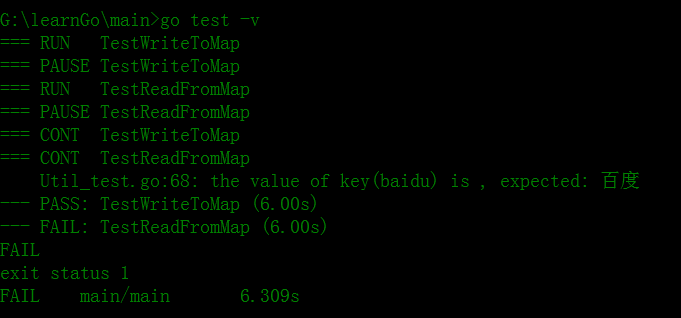 G:\learnGo\main>go test -v
=== RUN   TestWriteToMap
=== PAUSE TestWriteToMap
=== RUN   TestReadFromMap
=== PAUSE TestReadFromMap
=== CONT  TestWriteToMap
=== CONT  TestReadFromMap
    Util_test.go:68: the value of key(baidu) is , expected: 百度
--- PASS: TestWriteToMap (6.00s)
--- FAIL: TestReadFromMap (6.00s)
FAIL
exit status 1
FAIL    main/main       6.309s